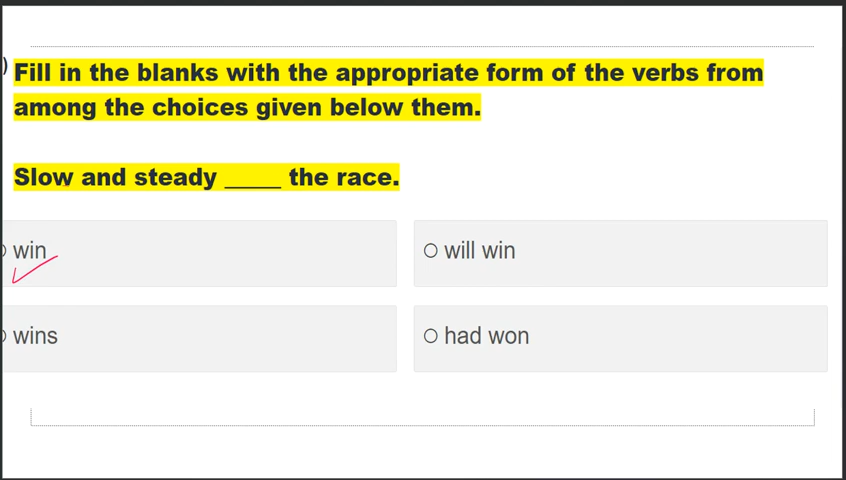 ) Fill in the blanks with the appropriate form of the verbs from
among the choices given below them.
Slow and steady _____ the race.
win
will win
wins
had won